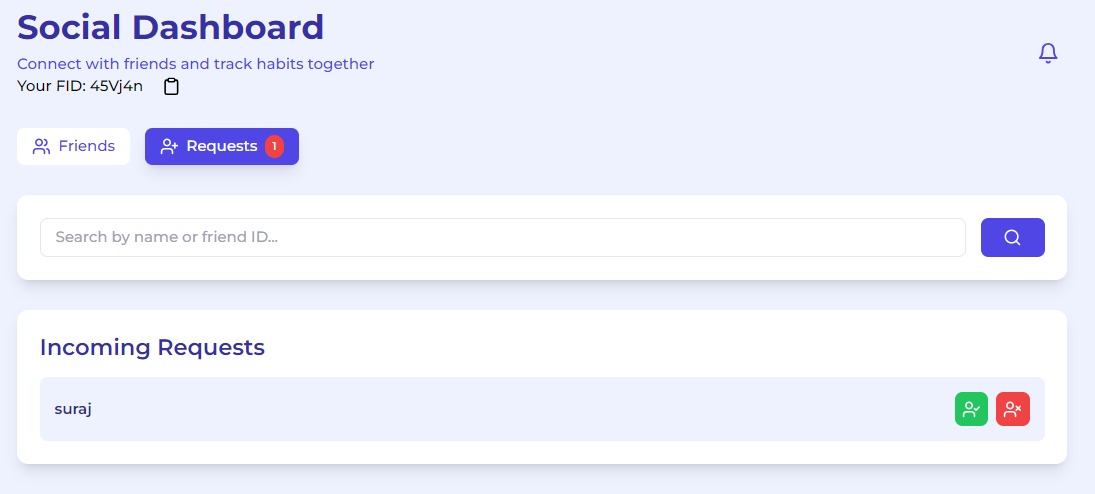 Social Dashboard
Connect with friends and track habits together
Your FID: 45Vj4n
Friends
Requests 1
Search by name or friend ID...
Incoming Requests
suraj